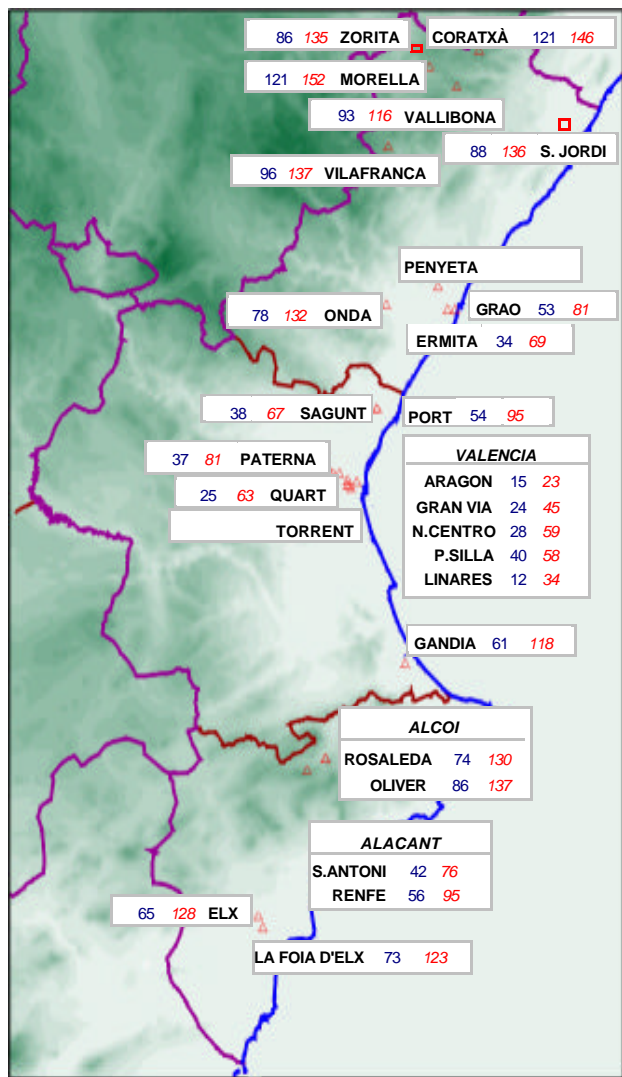 86 135 ZORITA
CORATXÀ 121 146
121 152 MORELLA
93 116 VALLIBONA
88 136 S. JORDI
96 137 VILAFRANCA
PENYETA
78 132 ONDA
GRAO 53 81
ERMITA 34 69
38 67 SAGUNT
PORT 54 95
37 81 PATERNA
25 63 QUART
TORRENT
VALENCIA
ARAGON 15 23
GRAN VIA 24 45
N.CENTRO 28 59
P.SILLA 40 58
LINARES 12 34
GANDIA 61 118
ALCOI
ROSALEDA 74 130
OLIVER 86 137
ALACANT
S.ANTONI 42 76
RENFE 56 95
65 128 ELX
LA FOIA D'ELX 73 123